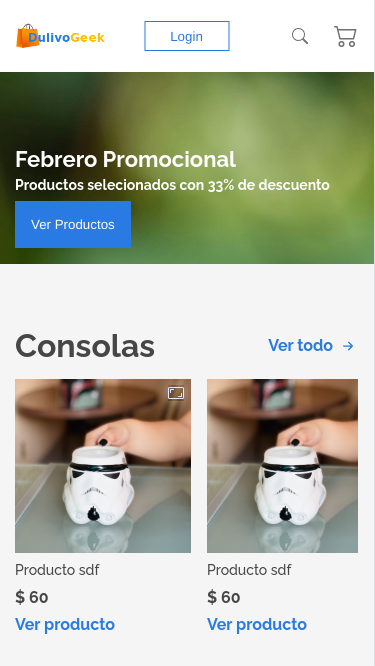 DulivoGeek
Login
Febrero Promocional
Productos selecionados con 33% de descuento
Ver Productos
Consolas
Ver todo
Producto sdf
$ 60
Ver producto
Producto sdf
$ 60
Ver producto